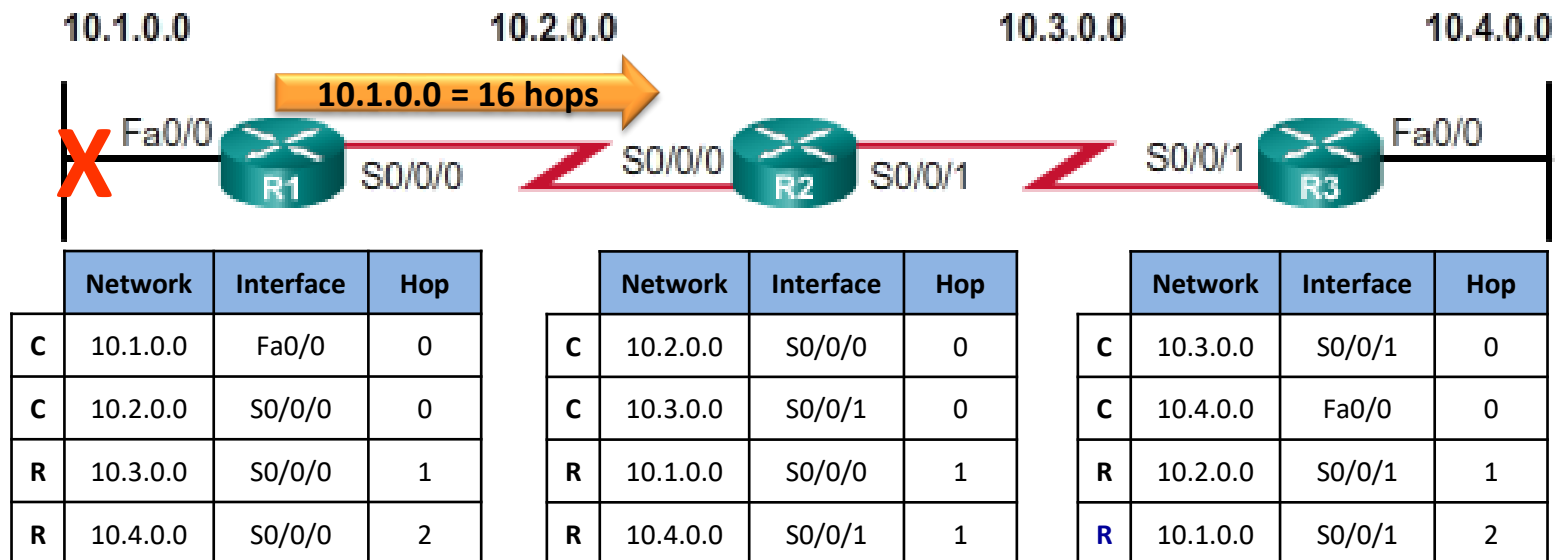 10.1.0.0 10.2.0.0 10.3.0.0 10.4.0.0
10.1.0.0 = 16 hops
X Fa0/0 R1 S0/0/0 S0/0/0 R2 S0/0/1 S0/0/1 R3 Fa0/0
Network Interface Hop
C 10.1.0.0 Fa0/0 0
C 10.2.0.0 S0/0/0 0
R 10.3.0.0 S0/0/0 1
R 10.4.0.0 S0/0/0 2
Network Interface Hop
C 10.2.0.0 S0/0/0 0
C 10.3.0.0 S0/0/1 0
R 10.1.0.0 S0/0/0 1
R 10.4.0.0 S0/0/1 1
Network Interface Hop
C 10.3.0.0 S0/0/1 0
C 10.4.0.0 Fa0/0 0
R 10.2.0.0 S0/0/1 1
R 10.1.0.0 S0/0/1 2